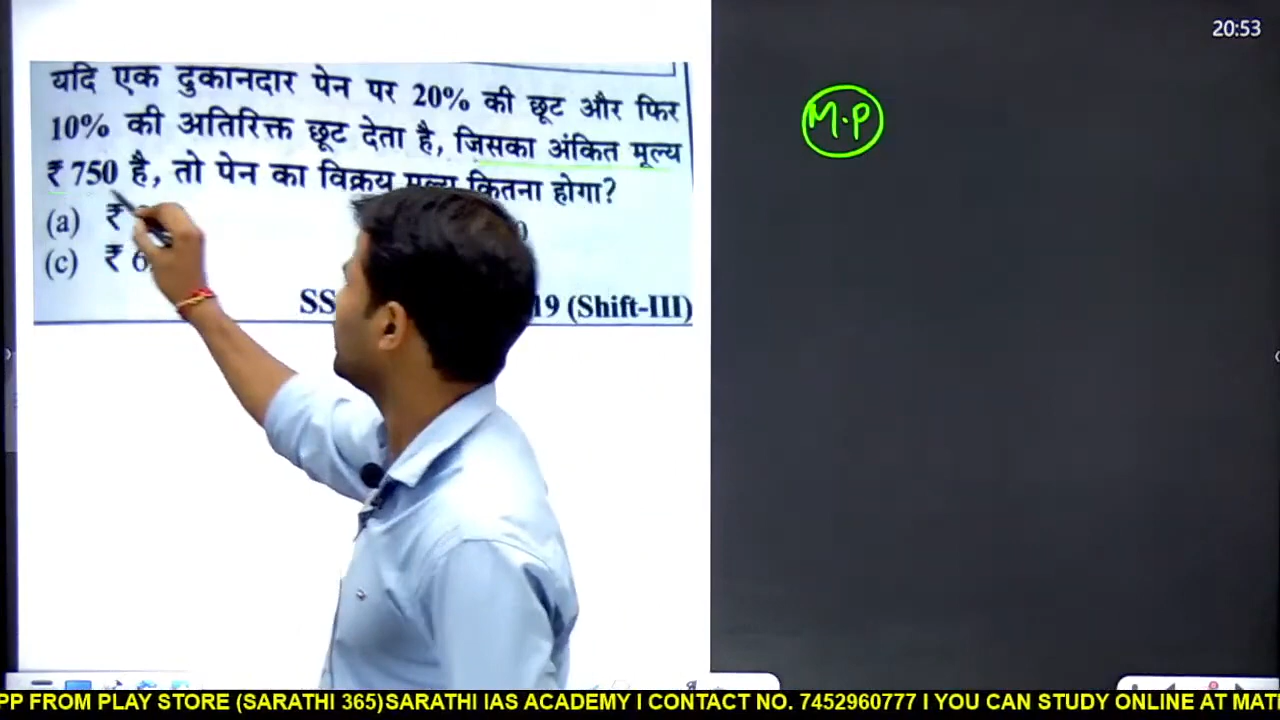 20:53
यदि एक दुकानदार पेन पर 20% की छूट और फिर
10% की अतिरिक्त छूट देता है, जिसका अंकित मूल्य
₹ 750 है, तो पेन का विक्रय मूल्य कितना होगा?
(a) ₹
(c) ₹ 6
SS 19 (Shift-III)
M.P
PP FROM PLAY STORE (SARATHI 365)SARATHI IAS ACADEMY I CONTACT NO. 7452960777 I YOU CAN STUDY ONLINE AT MAT